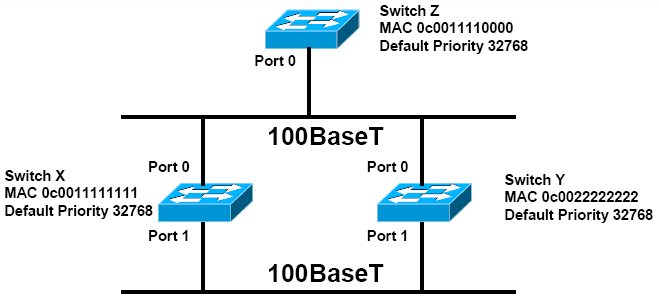 Switch Z
MAC 0c0011110000
Default Priority 32768
Port 0
100BaseT
Switch X
MAC 0c0011111111
Default Priority 32768
Port 0
Port 1
Port 0
Port 1
Switch Y
MAC 0c0022222222
Default Priority 32768
100BaseT